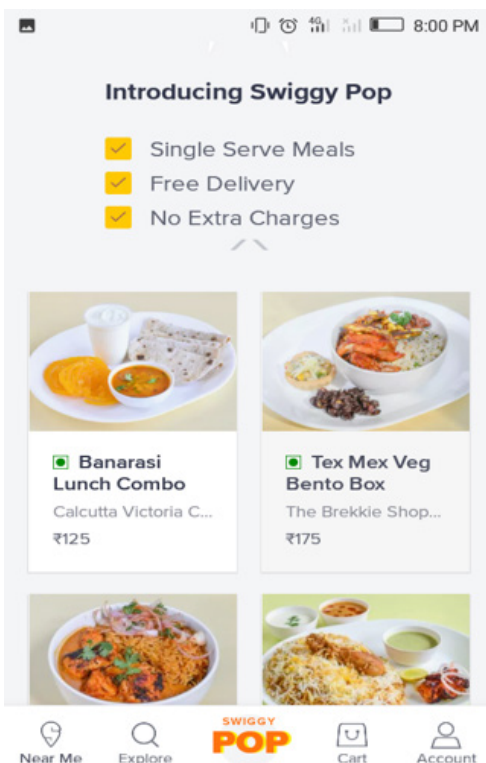 4G
8:00 PM
Introducing Swiggy Pop
Single Serve Meals
Free Delivery
No Extra Charges
Banarasi
Lunch Combo
Calcutta Victoria C...
₹125
Tex Mex Veg
Bento Box
The Brekkie Shop...
₹175
Near Me
Explore
SWIGGY
POP
Cart
Account